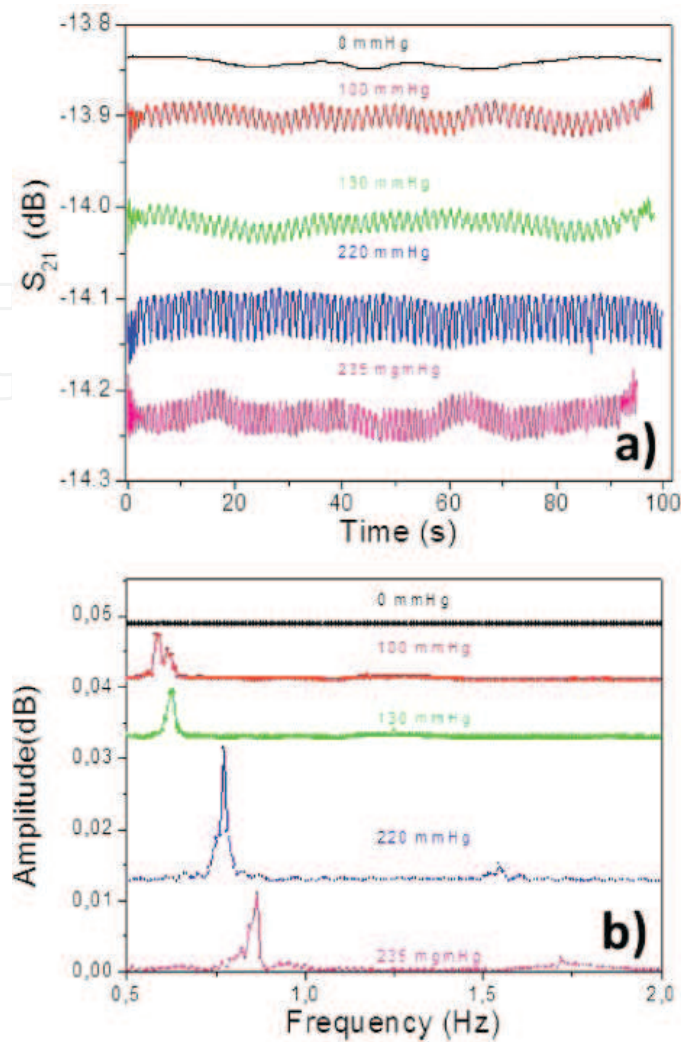 -13.8
0 mmHg
100 mmHg
-13.9
130 mmHg
-14.0
S21 (dB)
220 mmHg
-14.1
235 mgmHg
-14.2
a)
-14.3
0 20 40 60 80 100
Time (s)
0 mmHg
0,05
100 mmHg
0,04
130 mmHg
0,03
Amplitude(dB)
0,02
220 mmHg
0,01
b)
235 mgmHg
0,00
0,5 1,0 1,5 2,0
Frequency (Hz)